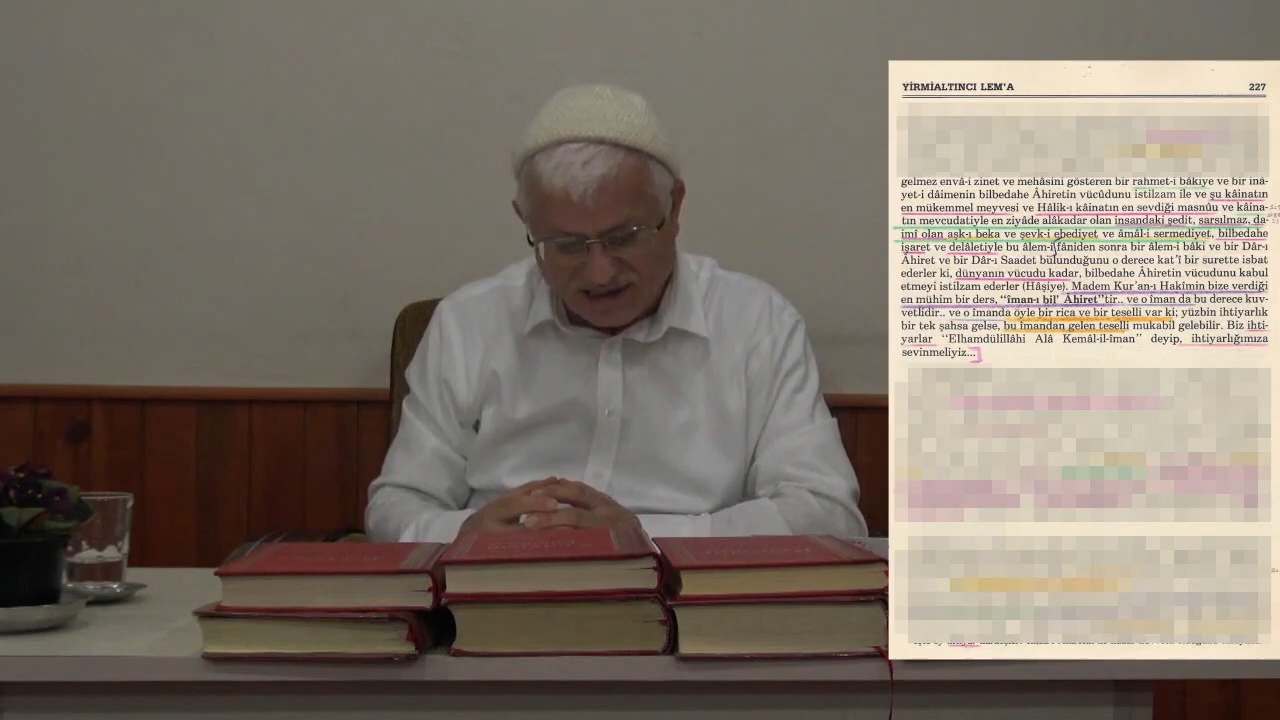 YİRMİALTINCI LEM'A 227
gelmez envâ-i zinet ve mehâsini gösteren bir rahmet-i bâkıye ve bir inâ-
yet-i dâimenin bilbedahe Âhiretin vücûdunu istilzam ile ve şu kâinatın
en mükemmel meyvesi ve Hâlik-ı kâinatın en sevdiği masnûu ve kâina-
tın mevcudatiyle en ziyâde alâkadar olan insandaki şedit, sarsılmaz, da-
imî olan aşk-ı beka ve şevk-i ebediyet ve âmâl-i sermediyet, bilbedahe
işaret ve delâletiyle bu âlem-i fâniden sonra bir âlem-i bâki ve bir Dâr-ı
Âhiret ve bir Dâr-ı Saadet bulunduğunu o derece kat'î bir surette isbat
ederler ki, dünyanın vücudu kadar, bilbedahe Âhiretin vücudunu kabul
etmeyi istilzam ederler (Hâşiye). Madem Kur'an-ı Hakîmin bize verdiği
en mühim bir ders, "îman-ı bil' Âhiret"tir.. ve o îman da bu derece kuv-
vetlidir.. ve o îmanda öyle bir rica ve bir teselli var ki; yüzbin ihtiyarlık
bir tek şahsa gelse, bu îmandan gelen teselli mukabil gelebilir. Biz ihti-
yarlar "Elhamdülillâhi Alâ Kemâl-il-îman" deyip, ihtiyarlığımıza
sevinmeliyiz...